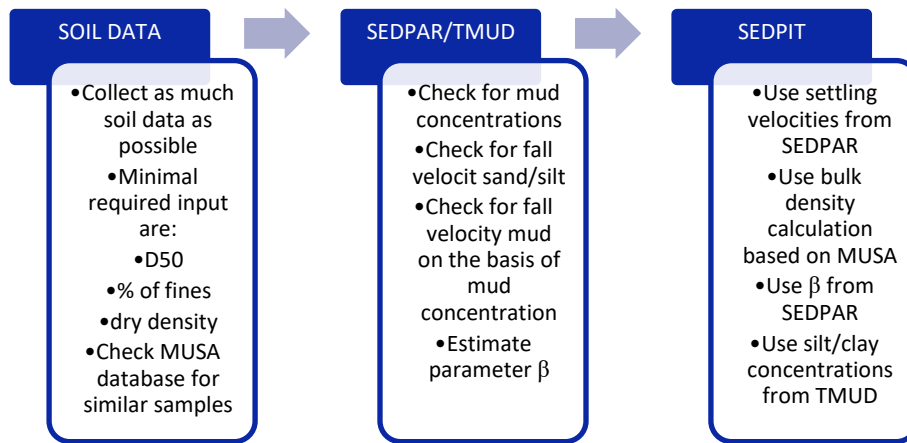 SOIL DATA
•Collect as much
soil data as
possible
•Minimal
required input
are:
•D50
•% of fines
•dry density
•Check MUSA
database for
similar samples
SEDPAR/TMUD
•Check for mud
concentrations
•Check for fall
velocit sand/silt
•Check for fall
velocity mud
on the basis of
mud
concentration
•Estimate
parameter β
SEDPIT
•Use settling
velocities from
SEDPAR
•Use bulk
density
calculation
based on MUSA
•Use β from
SEDPAR
•Use silt/clay
concentrations
from TMUD